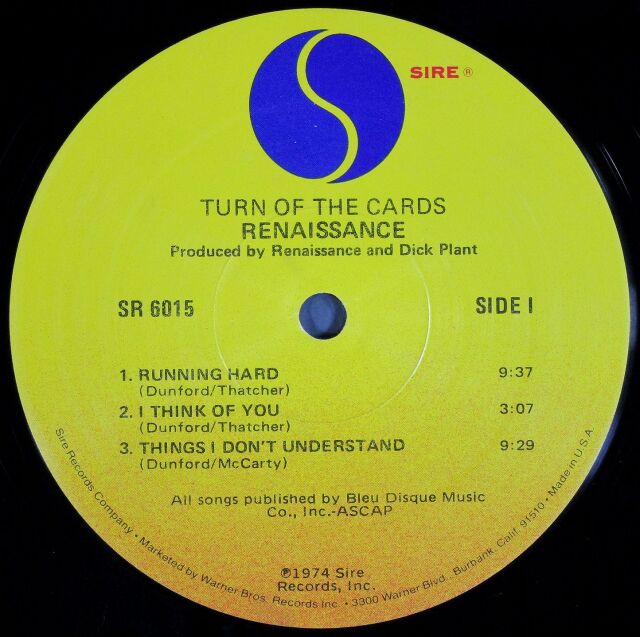 SIRE ®
TURN OF THE CARDS
RENAISSANCE
Produced by Renaissance and Dick Plant
SR 6015
SIDE I
1. RUNNING HARD 9:37
(Dunford/Thatcher)
2. I THINK OF YOU 3:07
(Dunford/Thatcher)
3. THINGS I DON'T UNDERSTAND 9:29
(Dunford/McCarty)
All songs published by Bleu Disque Music
Co., Inc.-ASCAP
℗1974 Sire
Records, Inc.
Sire Records Company • Marketed by Warner Bros. Records Inc. • 3300 Warner Blvd., Burbank, Calif. 91510 • Made in U.S.A.